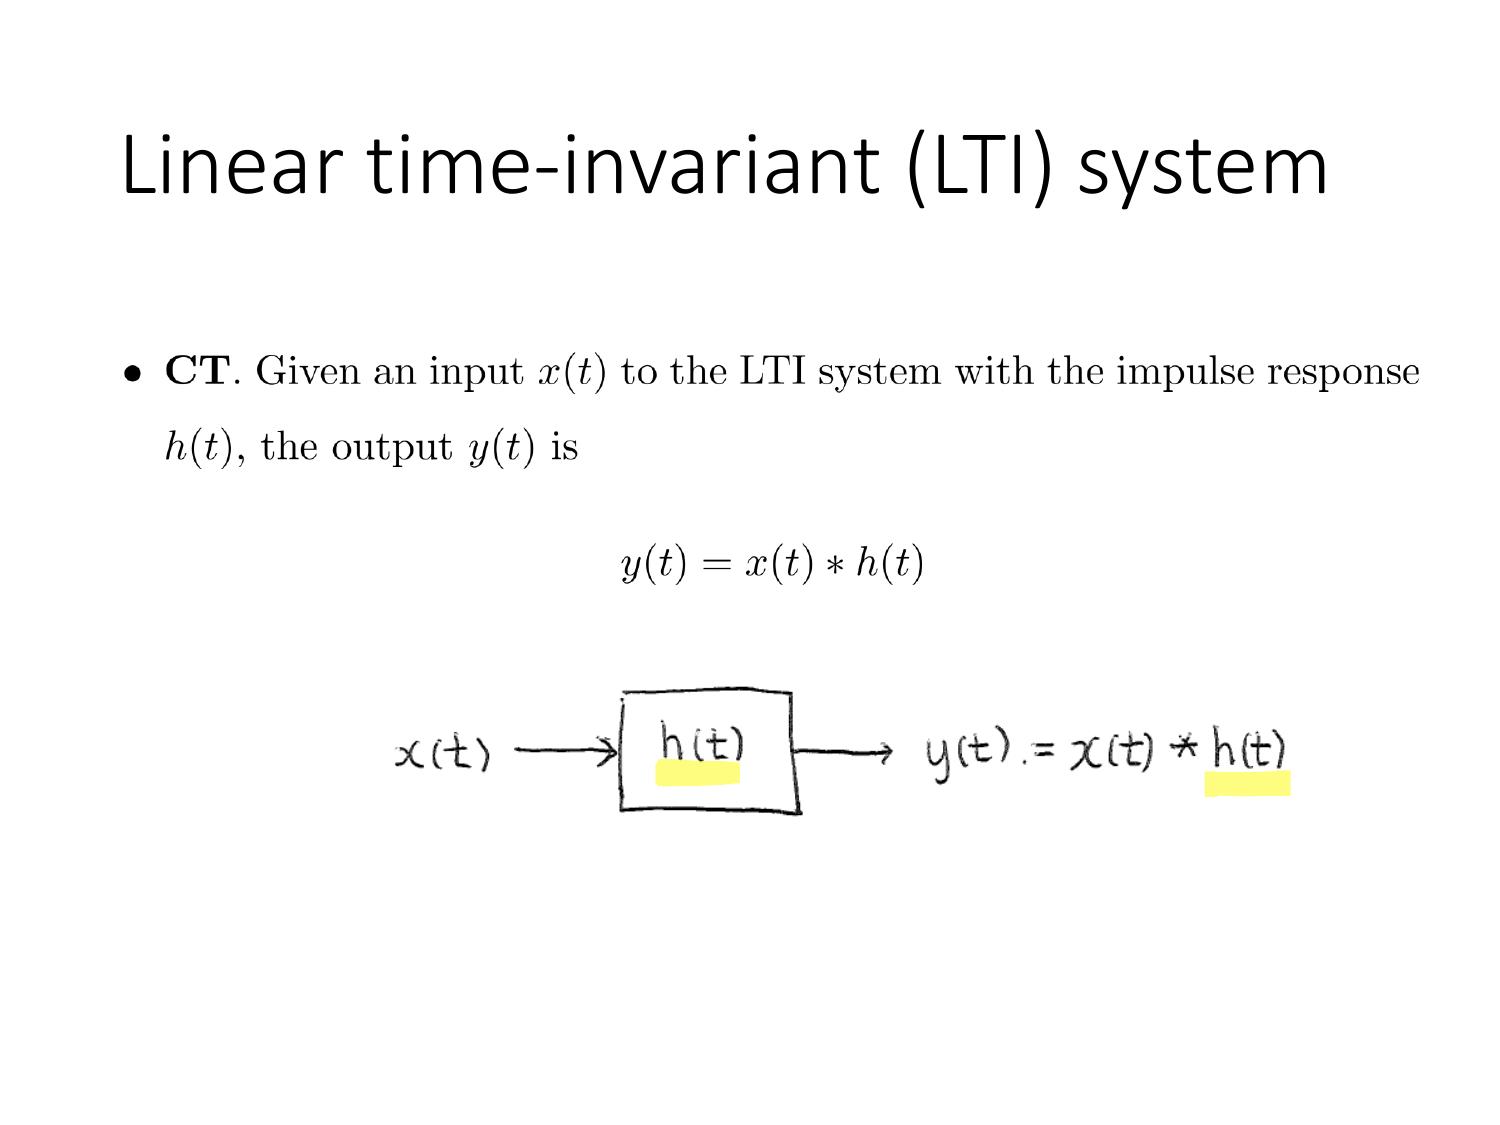 Linear time-invariant (LTI) system
• CT. Given an input x(t) to the LTI system with the impulse response
h(t), the output y(t) is
y(t) = x(t) ∗ h(t)
x(t) → h(t) → y(t). = x(t) * h(t)